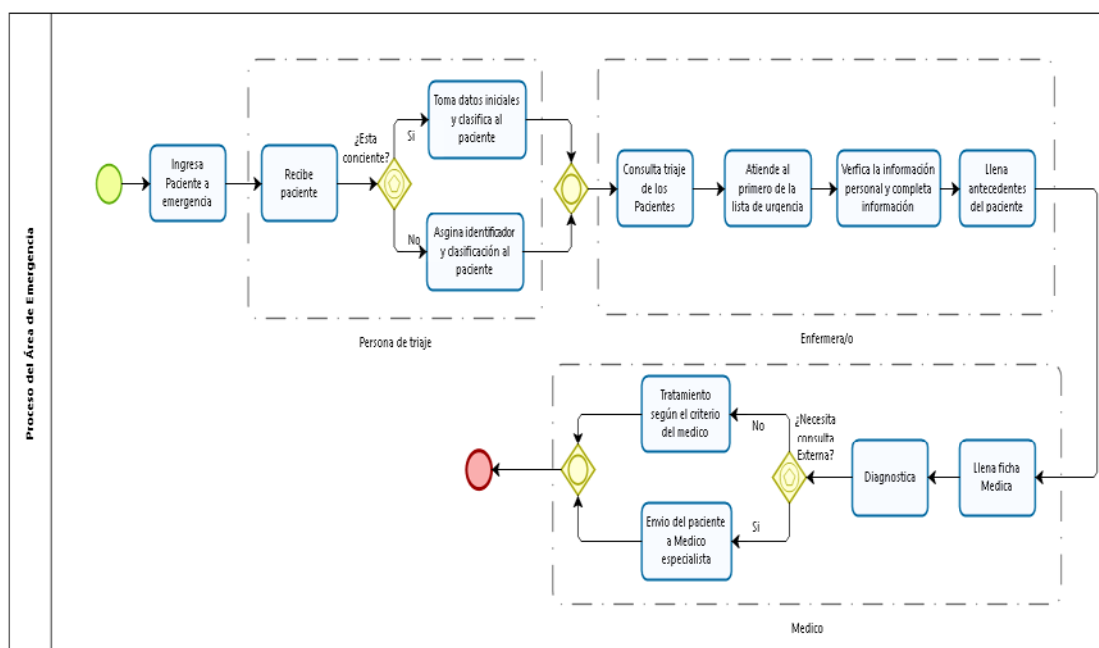 Proceso del Área de Emergencia
Ingresa
Paciente a
emergencia
Recibe
paciente
¿Esta
conciente?
Si
No
Toma datos iniciales
y clasifica al
paciente
Asgina identificador
y clasificación al
paciente
Persona de triaje
Consulta triaje
de los
Pacientes
Atiende al
primero de la
lista de urgencia
Verfica la información
personal y completa
información
Llena
antecedentes
del paciente
Enfermera/o
Llena ficha
Medica
Diagnostica
¿Necesita
consulta
Externa?
No
Si
Tratamiento
según el criterio
del medico
Envio del paciente
a Medico
especialista
Medico